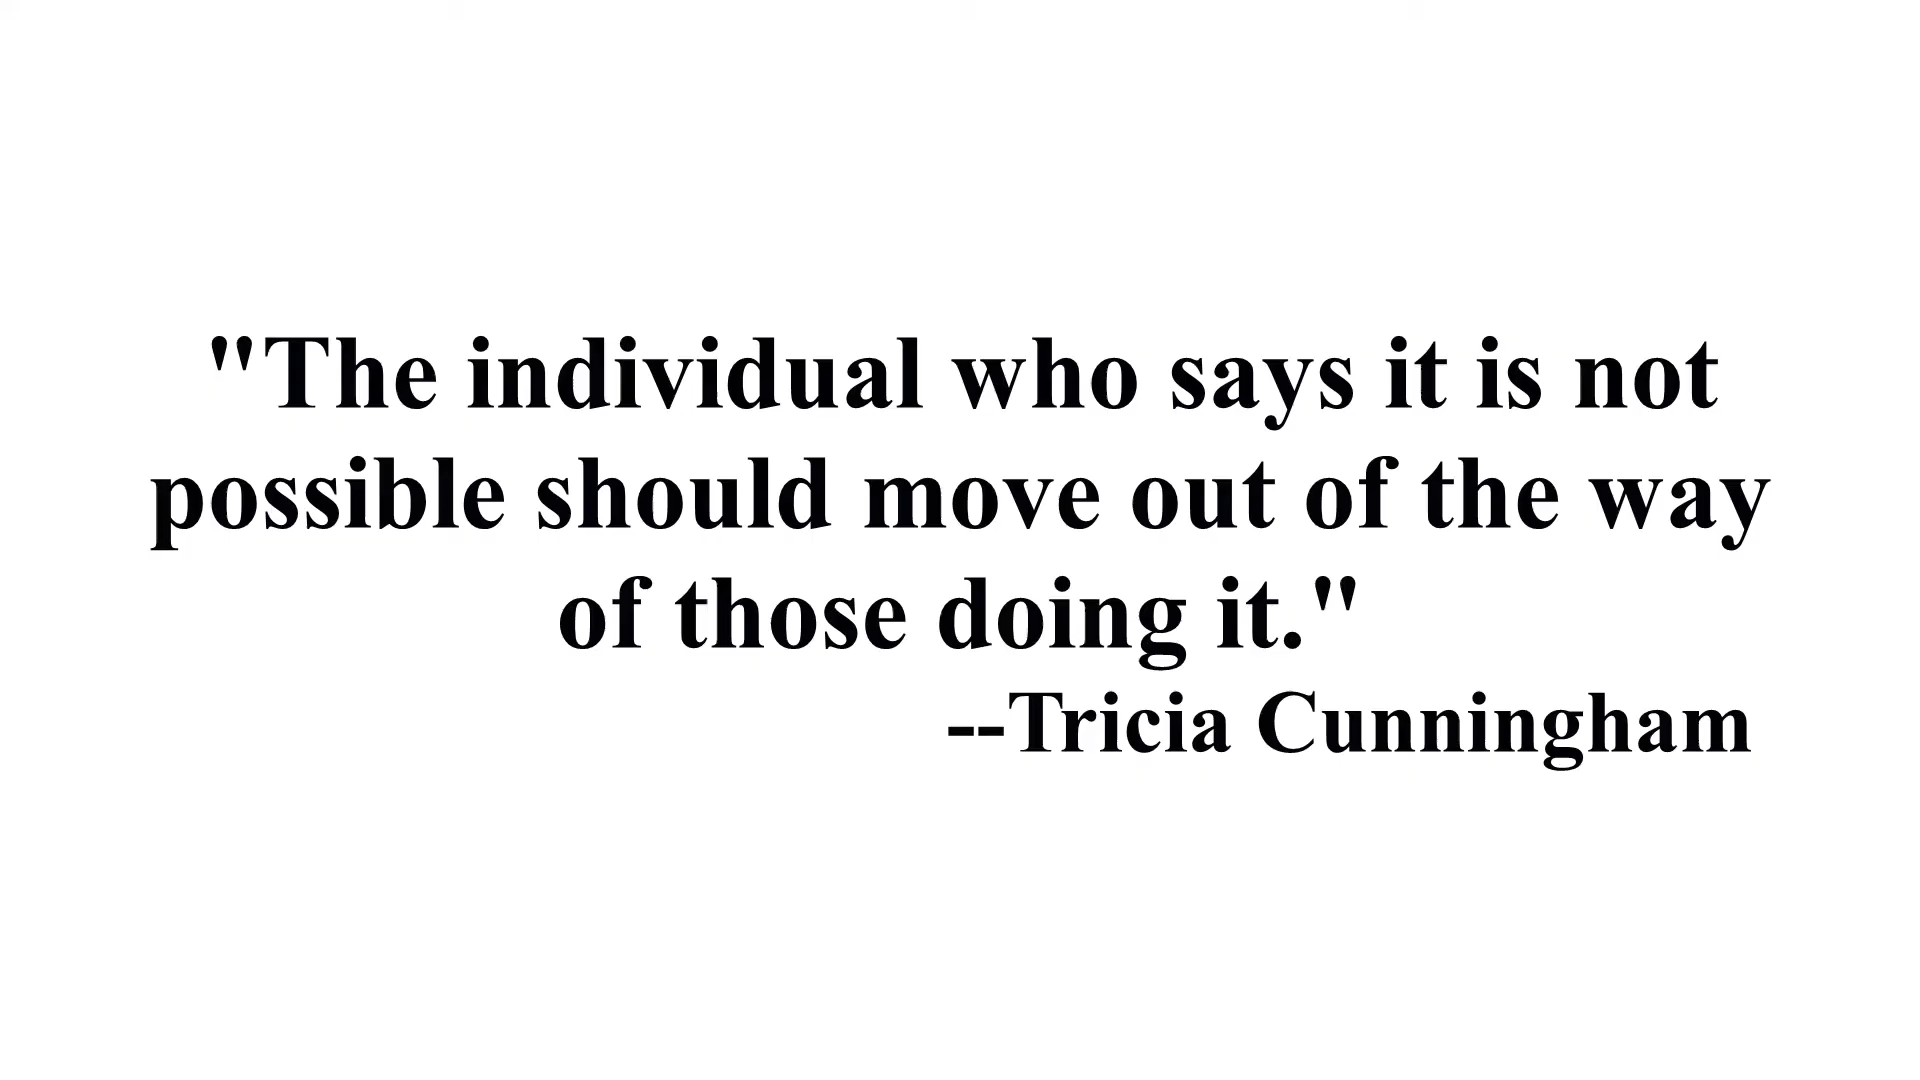 "The individual who says it is not
possible should move out of the way
of those doing it."
--Tricia Cunningham